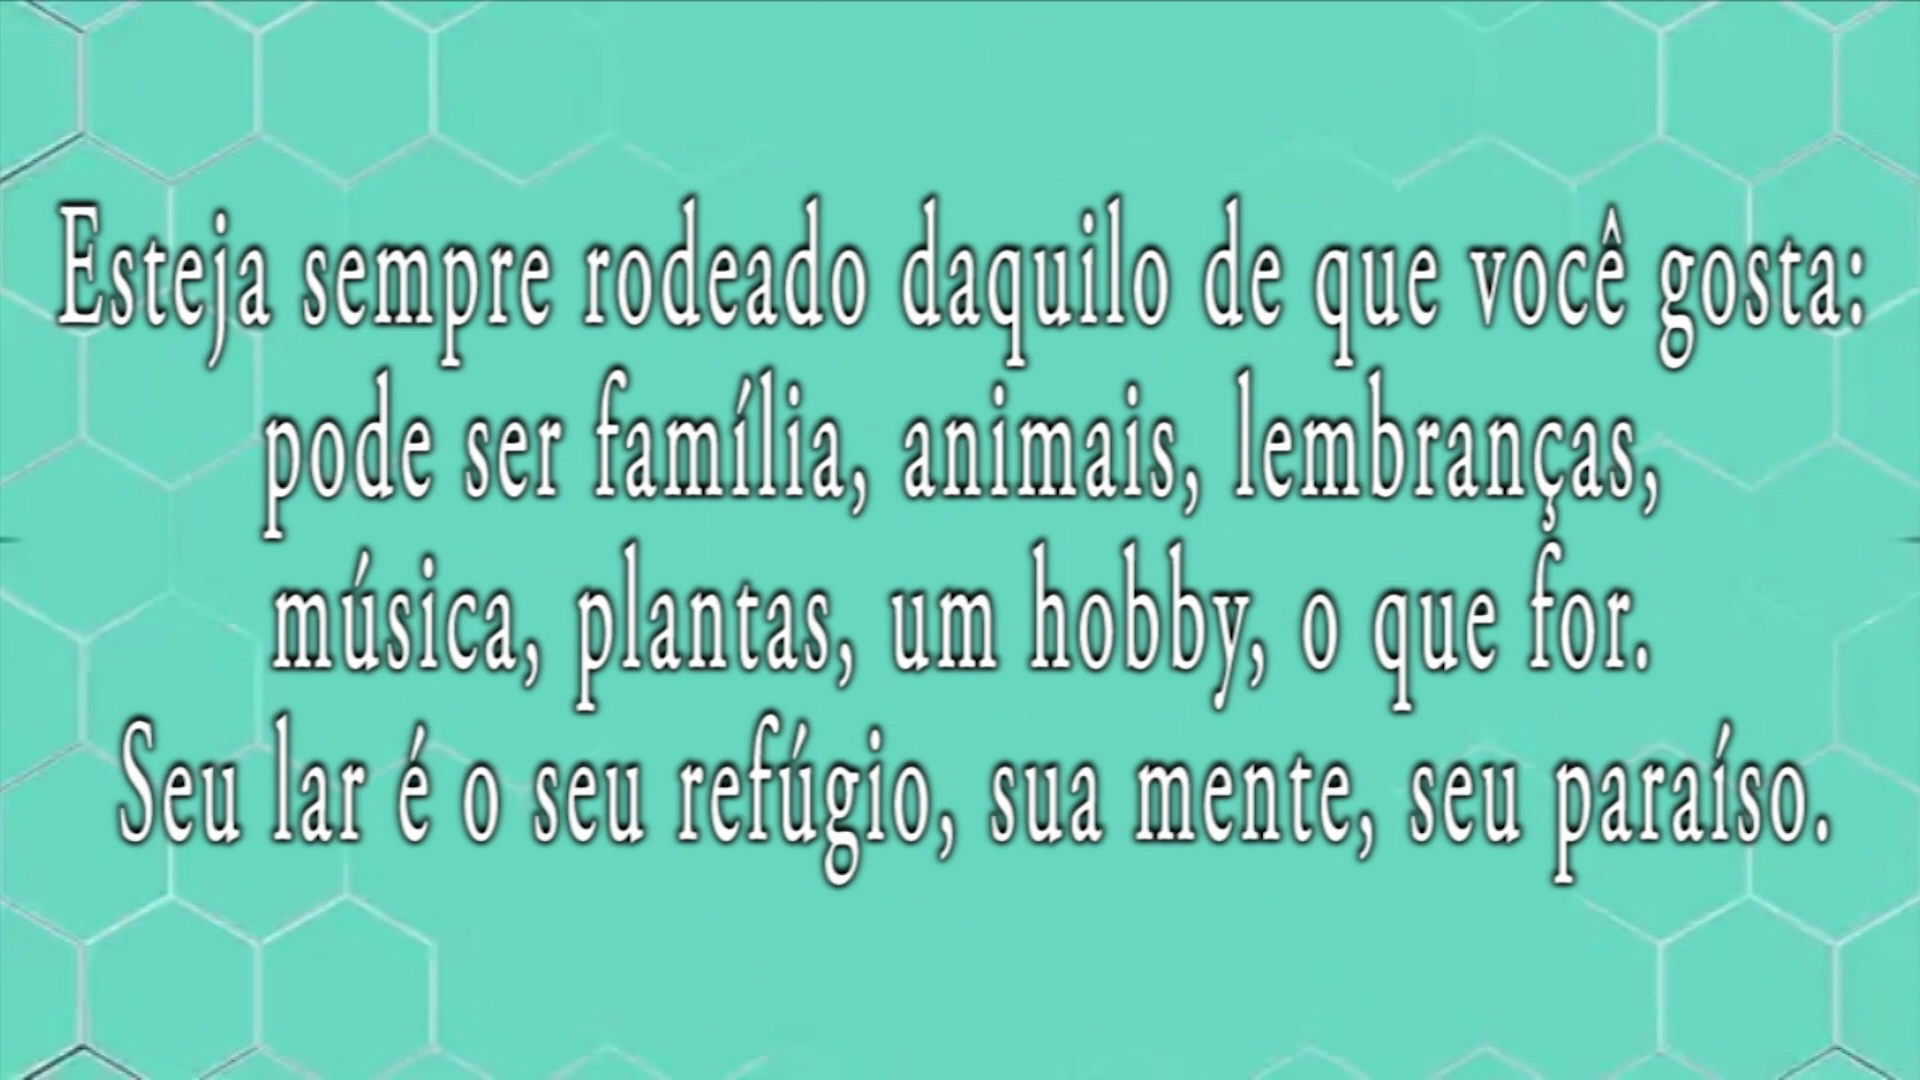 Esteja sempre rodeado daquilo de que você gosta:
pode ser família, animais, lembranças,
música, plantas, um hobby, o que for.
Seu lar é o seu refúgio, sua mente, seu paraíso.